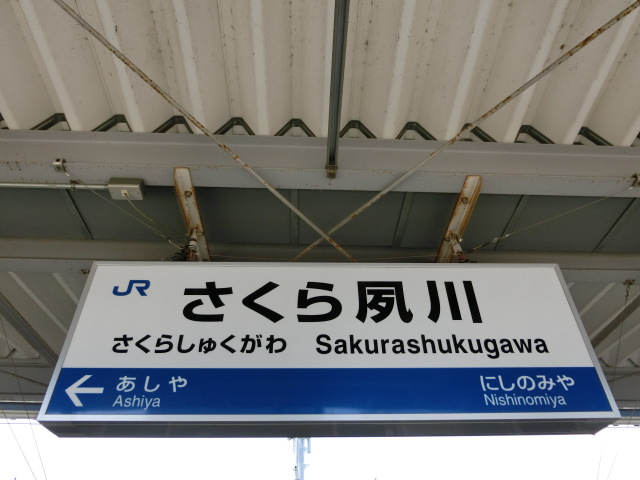 JR さくら夙川
さくらしゅくがわ Sakurashukugawa
← あしや にしのみや
Ashiya Nishinomiya